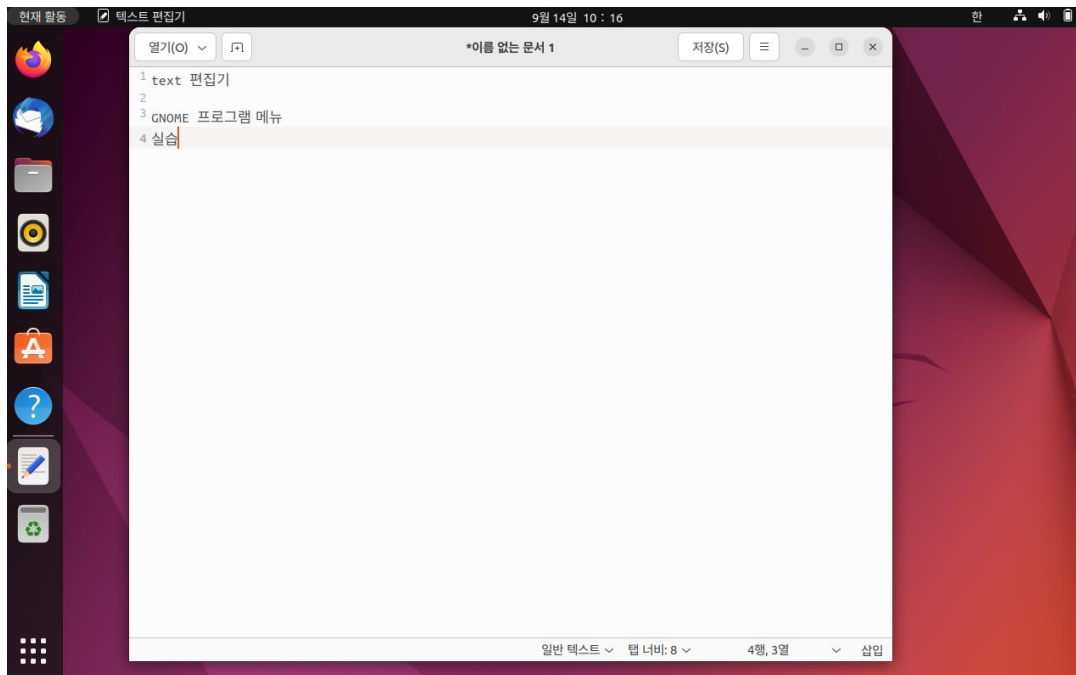 현재 활동 텍스트 편집기 9월 14일 10 : 16 한
열기(O) *이름 없는 문서 1 저장(S)
1 text 편집기
2
3 GNOME 프로그램 메뉴
4 실습
일반 텍스트 탭 너비: 8 4행, 3열 삽입